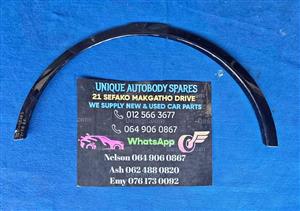 UNIQUE AUTOBODY SPARES
21 SEFAKO MAKGATHO DRIVE
WE SUPPLY NEW & USED CAR PARTS
012 566 3677
064 906 0867
WhatsApp
Nelson 064 906 0867
Ash 062 488 0820
Emy 076 173 0092